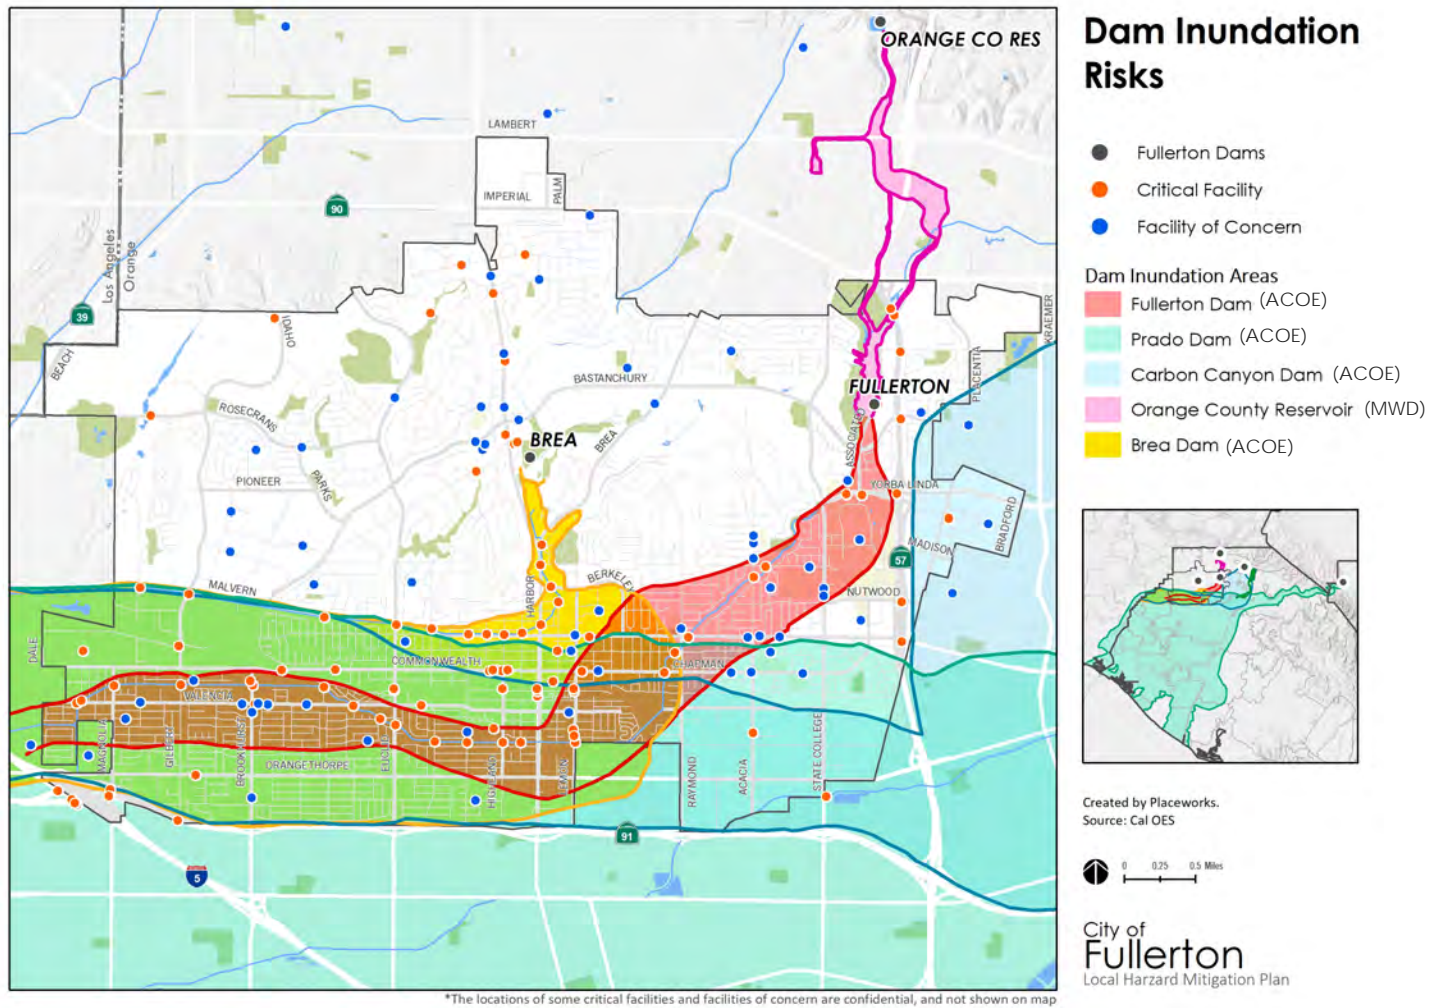 ORANGE CO RES
LAMBERT
IMPERIAL
PALM
90
Los Angeles
Orange
39
BEACH
IDAHO
KRAEMER
PLACENTIA
BASTANCHURY
FULLERTON
ROSECRANS
BREA
BREA
ASSOCIATED
PIONEER
PARKS
YORBA LINDA
BRADFORD
MADISON
57
MALVERN
HARBOR
BERKELEY
NUTWOOD
DALE
COMMONWEALTH
CHAPMAN
VALENCIA
MAGNOLIA
GILBERT
BROOKHURST
EUCLID
ORANGETHORPE
HIGHLAND
LEMON
RAYMOND
ACACIA
STATE COLLEGE
91
5
*The locations of some critical facilities and facilities of concern are confidential, and not shown on map
Dam Inundation
Risks
Fullerton Dams
Critical Facility
Facility of Concern
Dam Inundation Areas
Fullerton Dam (ACOE)
Prado Dam (ACOE)
Carbon Canyon Dam (ACOE)
Orange County Reservoir (MWD)
Brea Dam (ACOE)
Created by Placeworks.
Source: Cal OES
0 0.25 0.5 Miles
City of
Fullerton
Local Harzard Mitigation Plan